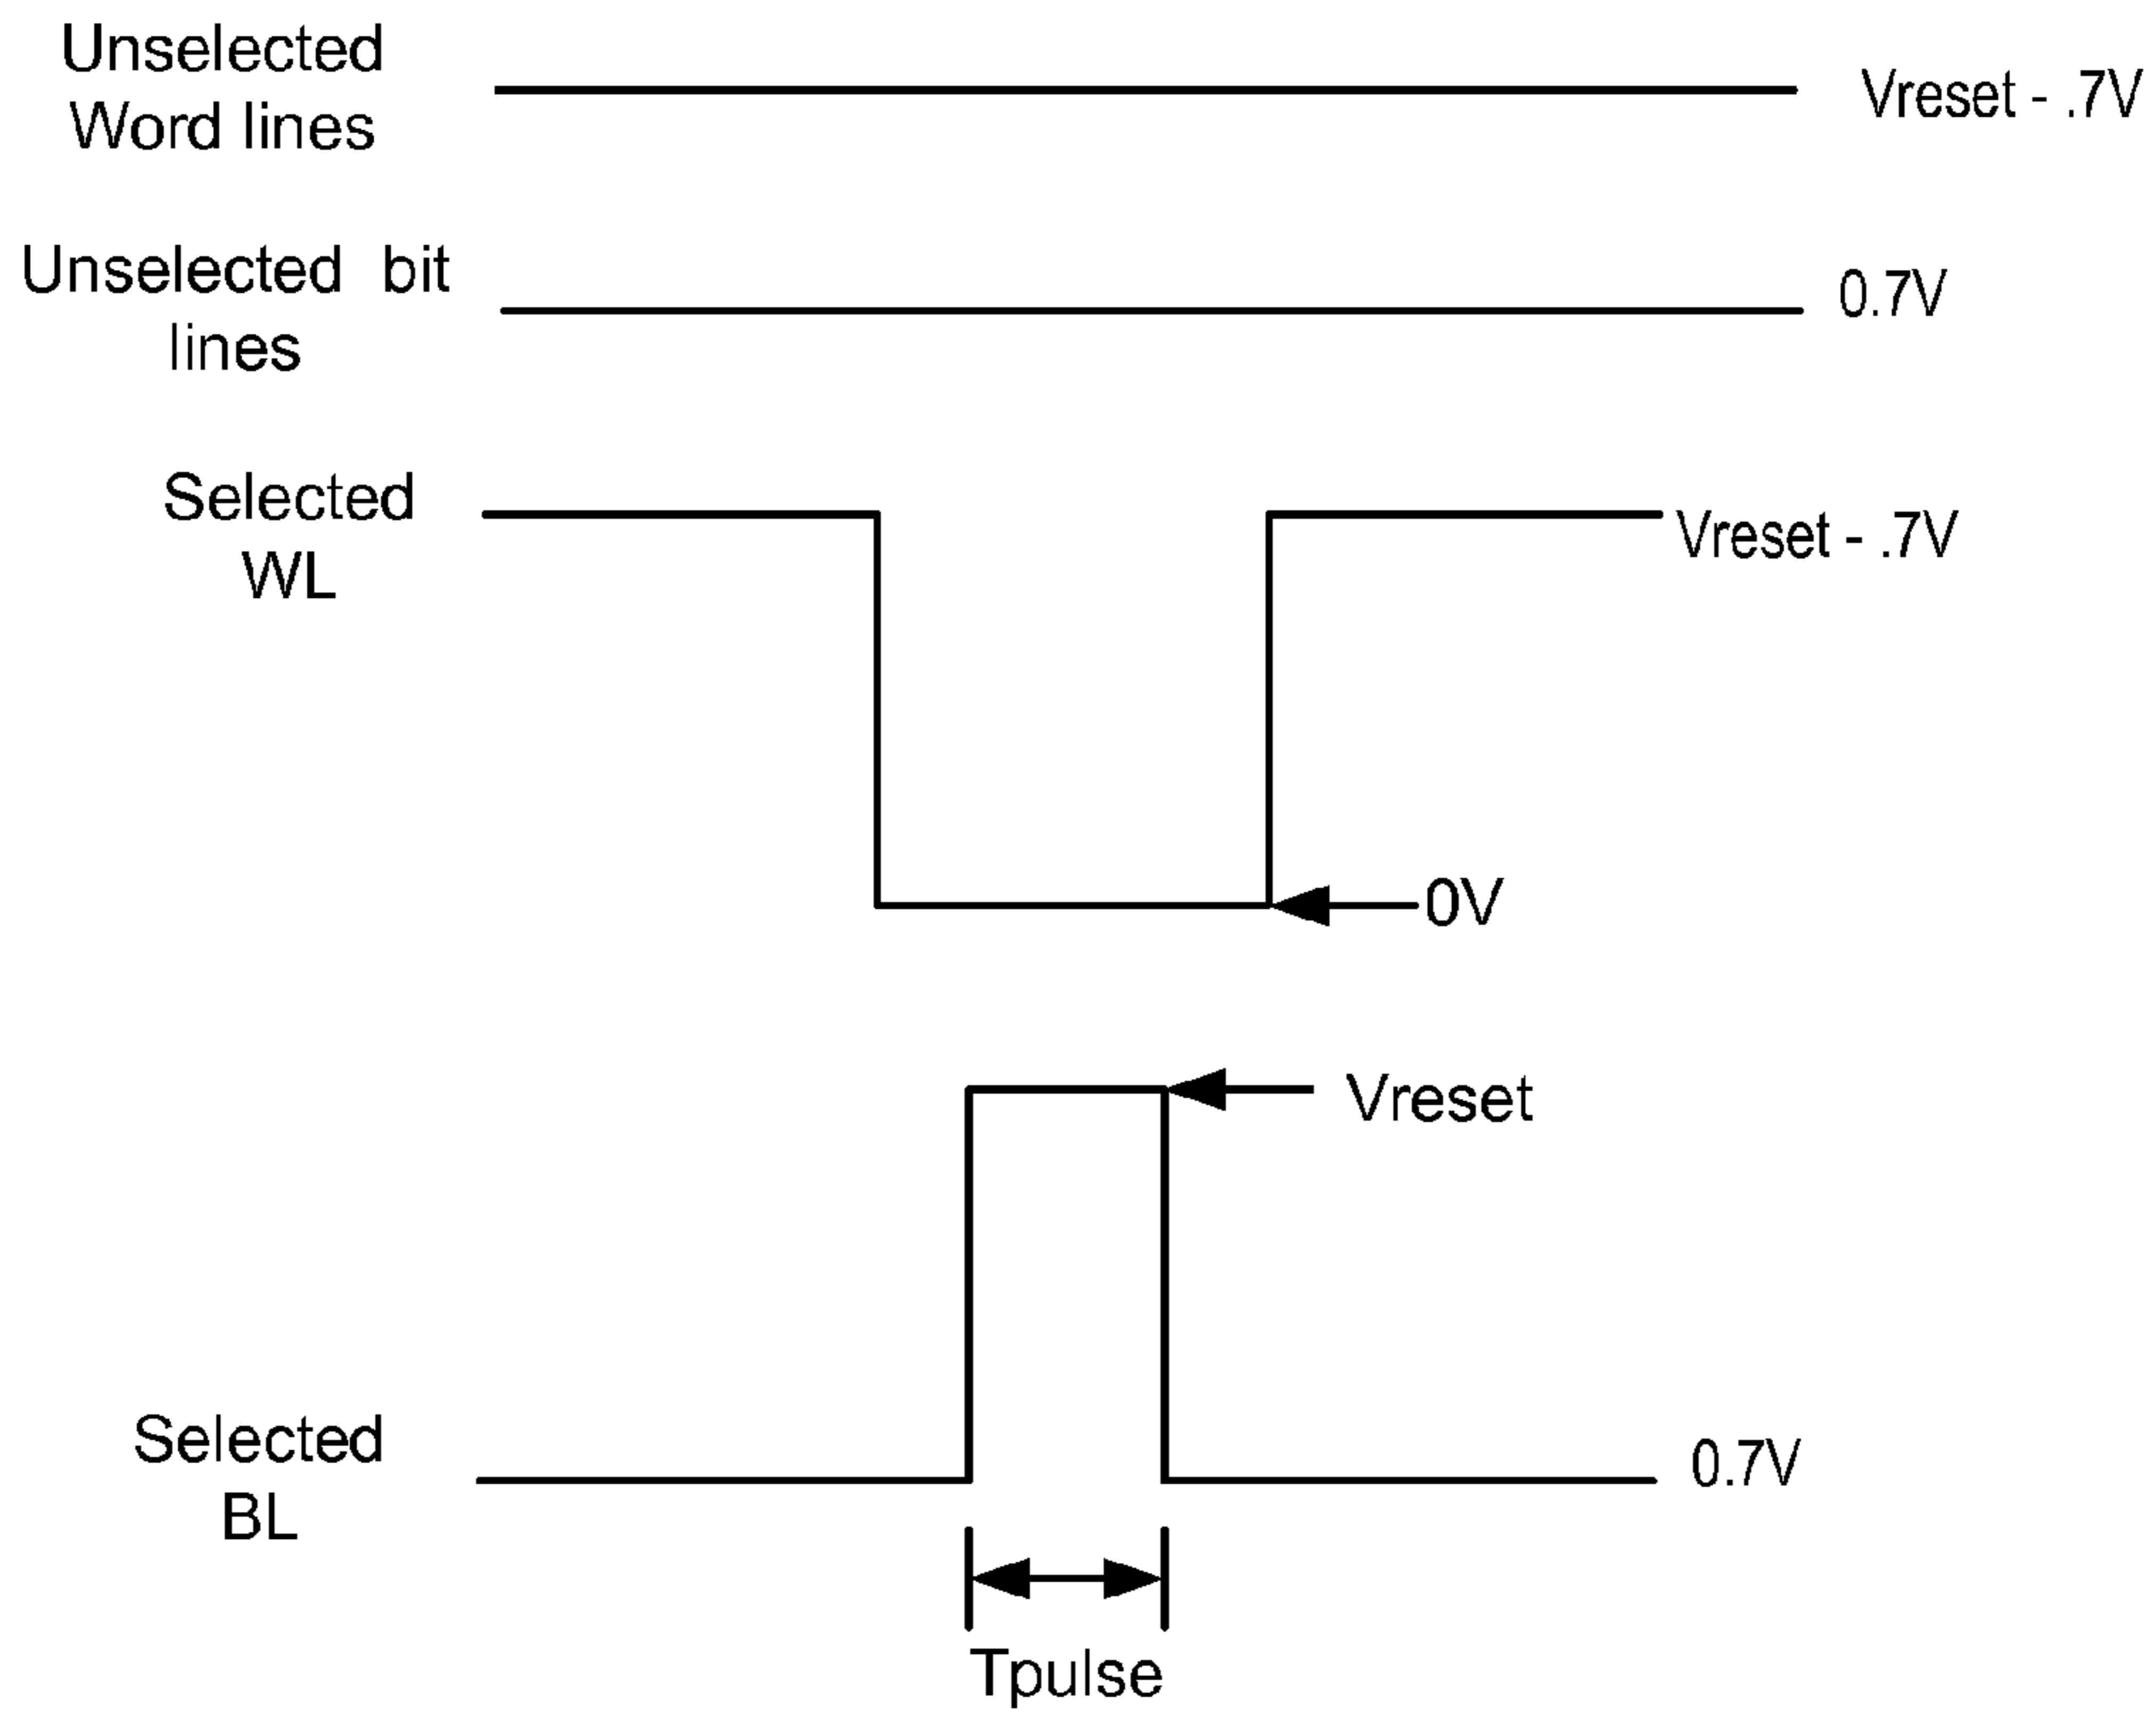 Unselected
Word lines
Vreset - .7V
Unselected bit
lines
0.7V
Selected
WL
Vreset - .7V
0V
Vreset
Selected
BL
0.7V
Tpulse